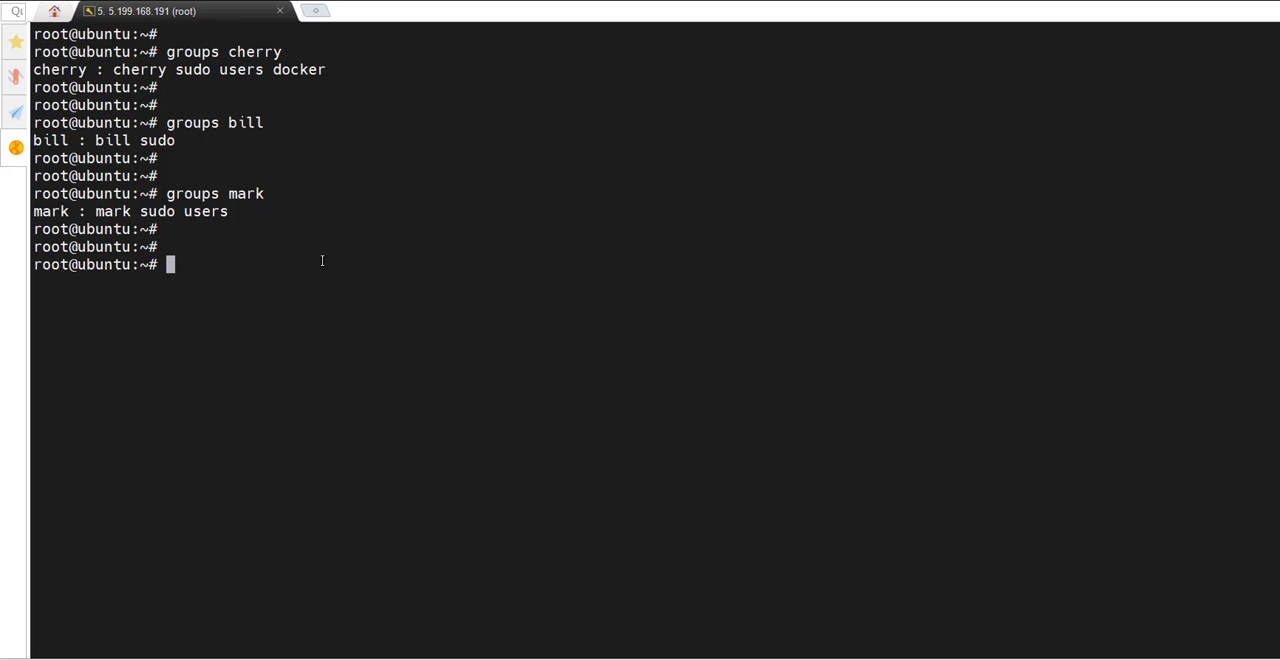 Qu
5. 5.199.168.191 (root)
root@ubuntu:~#
root@ubuntu:~# groups cherry
cherry : cherry sudo users docker
root@ubuntu:~#
root@ubuntu:~#
root@ubuntu:~# groups bill
bill : bill sudo
root@ubuntu:~#
root@ubuntu:~#
root@ubuntu:~# groups mark
mark : mark sudo users
root@ubuntu:~#
root@ubuntu:~#
root@ubuntu:~#